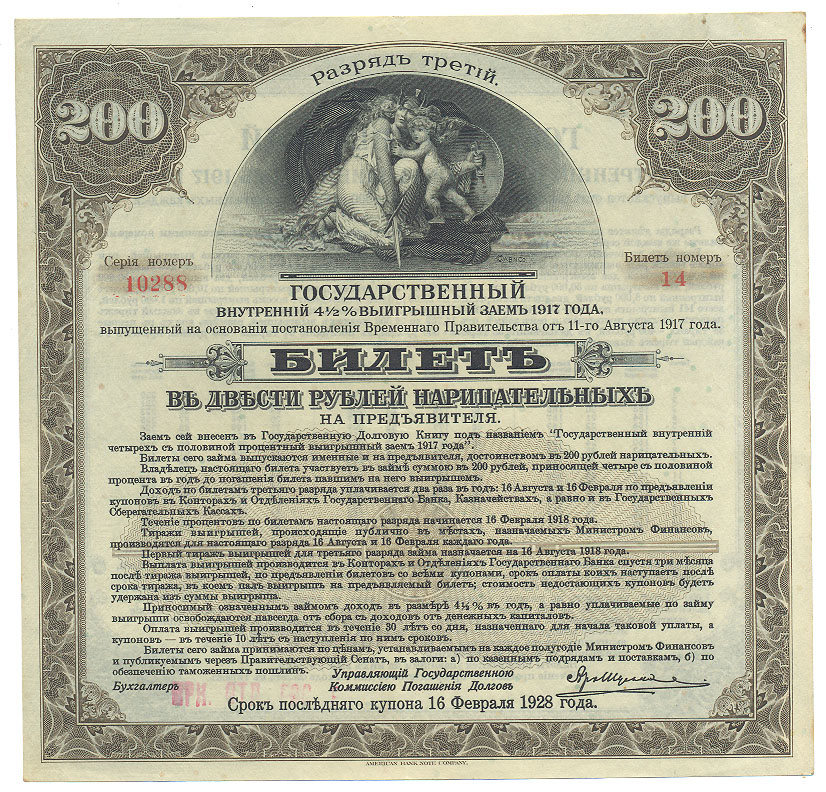 Разрядъ третій.
200 200
Серія номеръ Билетъ номеръ
10288 14
ГОСУДАРСТВЕННЫЙ
ВНУТРЕННІЙ 4½% ВЫИГРЫШНЫЙ ЗАЕМЪ 1917 ГОДА,
выпущенный на основаніи постановленія Временнаго Правительства отъ 11-го Августа 1917 года.
БИЛЕТЪ
ВЪ ДВѢСТИ РУБЛЕЙ НАРИЦАТЕЛЬНЫХЪ
НА ПРЕДЪЯВИТЕЛЯ.
Заемъ сей внесенъ въ Государственную Долговую Книгу подъ названіемъ "Государственный внутренній
четырехъ съ половиной процентный выигрышный заемъ 1917 года".
Билеты сего займа выпускаются именные и на предъявителя, достоинствомъ въ 200 рублей нарицательныхъ.
Владѣлецъ настоящаго билета участвуетъ въ займѣ суммою въ 200 рублей, приносящей четыре съ половиной
процента въ годъ до погашенія билета павшимъ на него выигрышемъ.
Доходъ по билетамъ третьяго разряда уплачивается два раза въ годъ: 16 Августа и 16 Февраля по предъявленіи
купоновъ въ Конторахъ и Отдѣленіяхъ Государственнаго Банка, Казначействахъ, а равно и въ Государственныхъ
Сберегательныхъ Кассахъ.
Теченіе процентовъ по билетамъ настоящаго разряда начинается 16 Февраля 1918 года.
Тиражи выигрышей, происходящіе публично въ мѣстахъ, назначаемыхъ Министромъ Финансовъ,
производятся для настоящаго разряда 16 Августа и 16 Февраля каждаго года.
Первый тиражъ выигрышей для третьяго разряда займа назначается на 16 Августа 1918 года.
Выплата выигрышей производится въ Конторахъ и Отдѣленіяхъ Государственнаго Банка спустя три мѣсяца
послѣ тиража выигрышей, по предъявленіи билетовъ со всѣми купонами, срокъ оплаты коихъ наступаетъ послѣ
срока тиража, въ коемъ палъ выигрышъ на предъявляемый билетъ; стоимость недостающихъ купоновъ будетъ
удержана изъ суммы выигрыша.
Приносимый означеннымъ займомъ доходъ въ размѣрѣ 4½% въ годъ, а равно уплачиваемые по займу
выигрыши освобождаются навсегда отъ сбора съ доходовъ отъ денежныхъ капиталовъ.
Оплата выигрышей производится въ теченіе 30 лѣтъ со дня, назначеннаго для начала таковой уплаты, а
купоновъ — въ теченіе 10 лѣтъ съ наступленія по нимъ сроковъ.
Билеты сего займа принимаются по цѣнамъ, устанавливаемымъ на каждое полугодіе Министромъ Финансовъ
и публикуемымъ черезъ Правительствующій Сенатъ, въ залоги: а) по казеннымъ подрядамъ и поставкамъ, б) по
обезпеченію таможенныхъ пошлинъ.
Управляющій Государственною
Бухгалтеръ Коммиссіею Погашенія Долговъ
Срокъ послѣдняго купона 16 Февраля 1928 года.
AMERICAN BANK NOTE COMPANY.